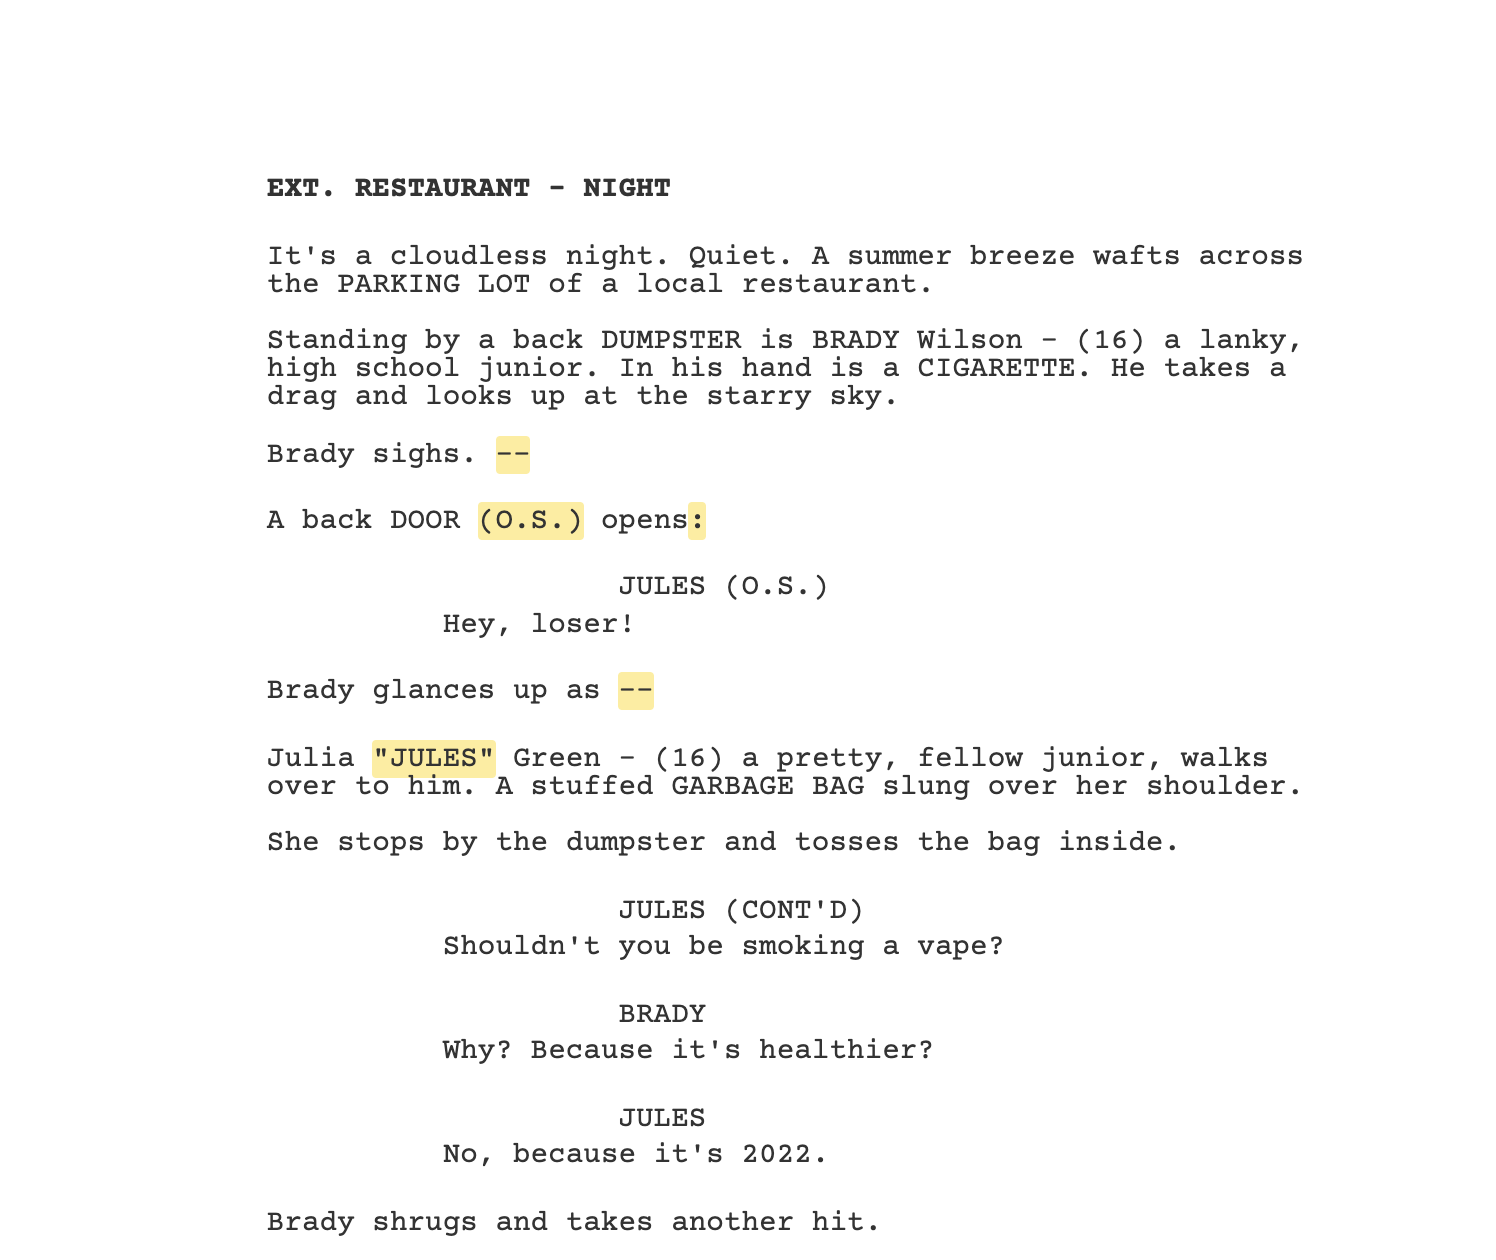 EXT. RESTAURANT - NIGHT
It's a cloudless night. Quiet. A summer breeze wafts across
the PARKING LOT of a local restaurant.
Standing by a back DUMPSTER is BRADY Wilson - (16) a lanky,
high school junior. In his hand is a CIGARETTE. He takes a
drag and looks up at the starry sky.
Brady sighs. --
A back DOOR (O.S.) opens:
JULES (O.S.)
Hey, loser!
Brady glances up as --
Julia "JULES" Green - (16) a pretty, fellow junior, walks
over to him. A stuffed GARBAGE BAG slung over her shoulder.
She stops by the dumpster and tosses the bag inside.
JULES (CONT'D)
Shouldn't you be smoking a vape?
BRADY
Why? Because it's healthier?
JULES
No, because it's 2022.
Brady shrugs and takes another hit.